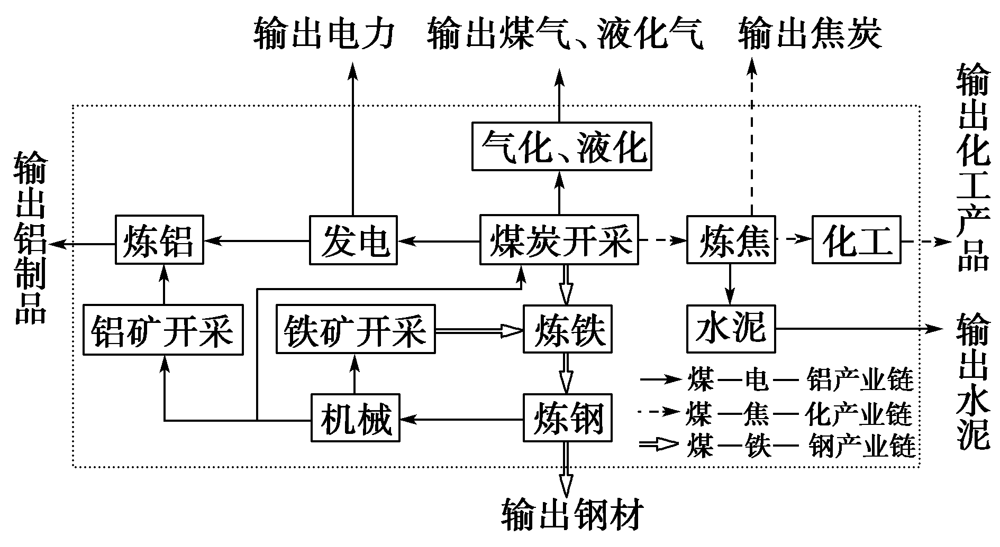 输出电力
输出煤气、液化气
输出焦炭
输出化工产品
气化、液化
输出铝制品
炼铝
发电
煤炭开采
炼焦
化工
铝矿开采
铁矿开采
炼铁
水泥
输出水泥
机械
炼钢
煤—电—铝产业链
煤—焦—化产业链
煤—铁—钢产业链
输出钢材